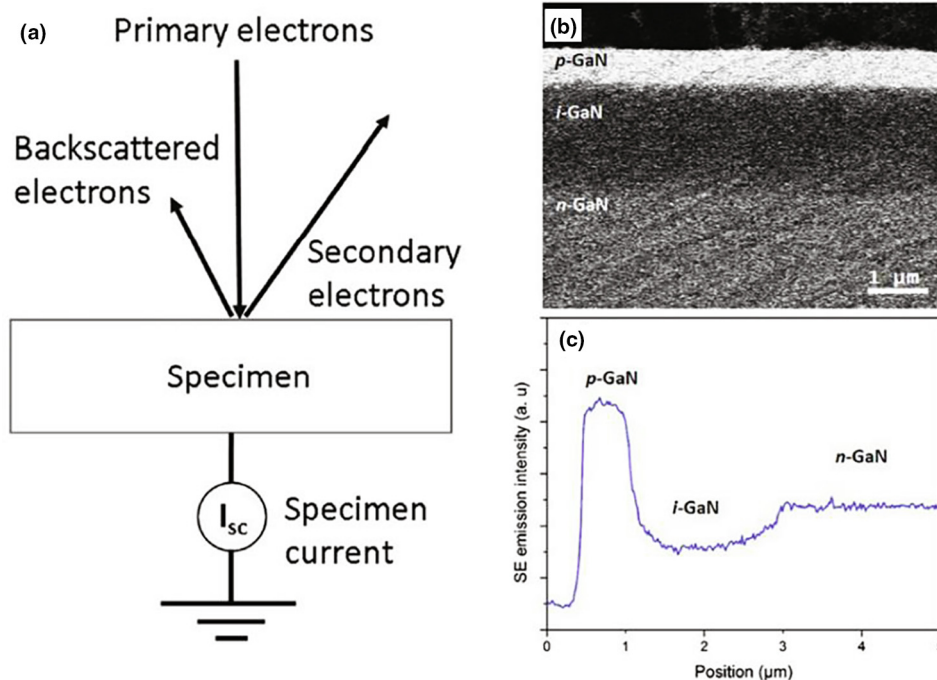 (a)
Primary electrons
Backscattered
electrons
Secondary
electrons
Specimen
I_SC
Specimen
current
(b)
p-GaN
i-GaN
n-GaN
1 μm
(c)
p-GaN
i-GaN
n-GaN
SE emission intensity (a. u)
0 1 2 3 4
Position (μm)